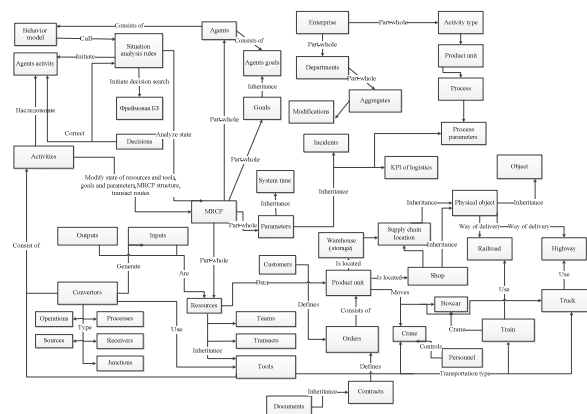 Behavior
model
Consists of
Call
Situation
analysis rules
Initiate
Agents activity
Initiate decision search
Наследование
Фреймовая БЗ
Correct
Decisions
Analyze state
Activities
Agents
Consists of
Agents goals
Inheritance
Goals
Part-whole
Part-whole
Enterprise
Part-whole
Activity type
Part-whole
Departments
Part-whole
Modifications
Aggregates
Product unit
Process
Process
parameters
Incidents
KPI of logistics
Object
Modify state of resources and tools,
goals and parameters, MRCP structure,
transact routes
System time
Inheritance
Inheritance
MRCP
Part-whole
Parameters
Physical object
Inheritance
Inheritance
Way of delivery
Way of delivery
Supply chain
location
Inheritance
Railroad
Highway
Consist of
Outputs
Inputs
Generate
Are
Part-whole
Warehouse
(storage)
Is located
Customers
Shop
Is located
Use
Use
Convertors
Resources
Вид
Product unit
Moves
Boxcar
Truck
Defines
Consists of
Operations
Processes
Type
Use
Sources
Receivers
Junctions
Teams
Transacts
Inheritance
Tools
Orders
Crane
Crane
Train
Controls
Personnel
Defines
Transportation type
Documents
Inheritance
Contracts